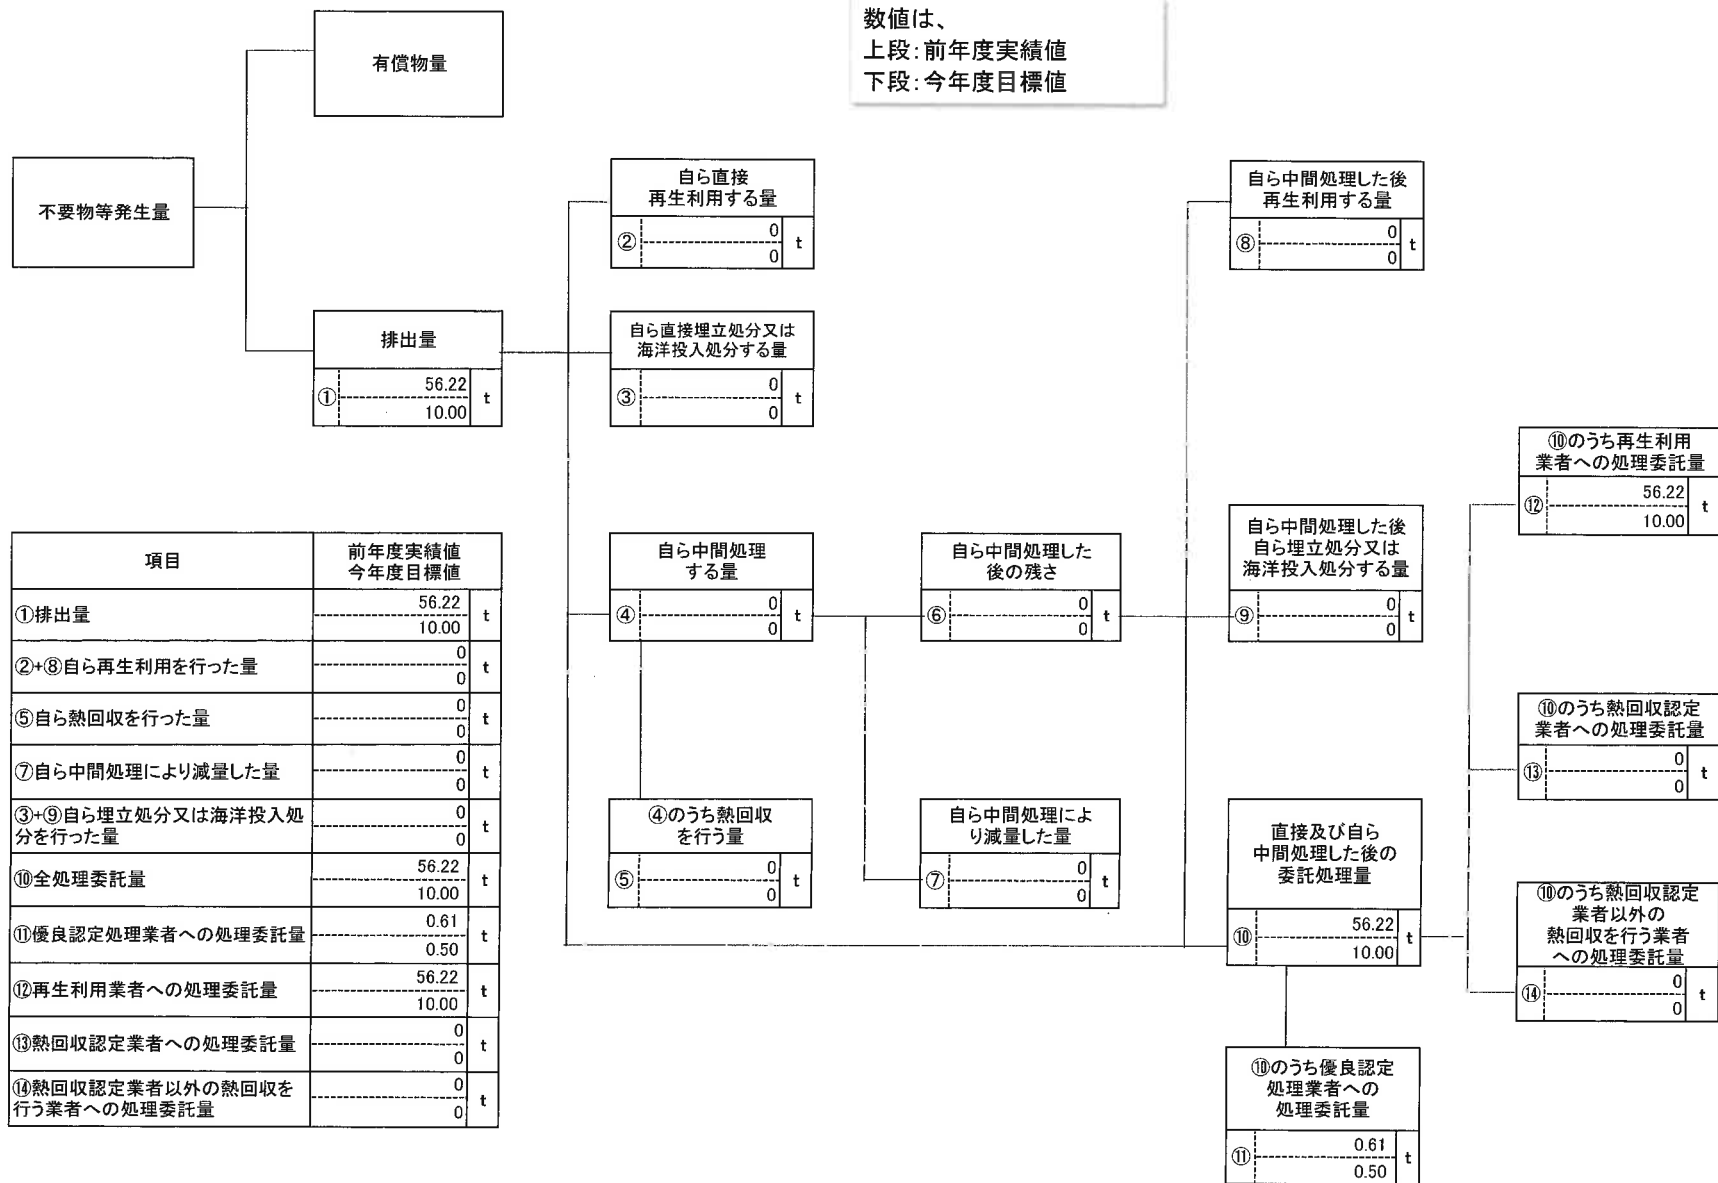 数値は、
上段:前年度実績値
下段:今年度目標値
有償物量
不要物等発生量
排出量
①
56.22
10.00
t
自ら直接
再生利用する量
②
0
0
t
自ら直接埋立処分又は
海洋投入処分する量
③
0
0
t
自ら中間処理
する量
④
0
0
t
④のうち熱回収
を行う量
⑤
0
0
t
自ら中間処理した
後の残さ
⑥
0
0
t
自ら中間処理によ
り減量した量
⑦
0
0
t
自ら中間処理した後
再生利用する量
⑧
0
0
t
自ら中間処理した後
自ら埋立処分又は
海洋投入処分する量
⑨
0
0
t
直接及び自ら
中間処理した後の
委託処理量
⑩
56.22
10.00
t
⑩のうち優良認定
処理業者への
処理委託量
⑪
0.61
0.50
t
⑩のうち再生利用
業者への処理委託量
⑫
56.22
10.00
t
⑩のうち熱回収認定
業者への処理委託量
⑬
0
0
t
⑩のうち熱回収認定
業者以外の
熱回収を行う業者
への処理委託量
⑭
0
0
t
項目
前年度実績値
今年度目標値
①排出量
56.22
10.00
t
②+⑧自ら再生利用を行った量
0
0
t
⑤自ら熱回収を行った量
0
0
t
⑦自ら中間処理により減量した量
0
0
t
③+⑨自ら埋立処分又は海洋投入処
分を行った量
0
0
t
⑩全処理委託量
56.22
10.00
t
⑪優良認定処理業者への処理委託量
0.61
0.50
t
⑫再生利用業者への処理委託量
56.22
10.00
t
⑬熱回収認定業者への処理委託量
0
0
t
⑭熱回収認定業者以外の熱回収を
行う業者への処理委託量
0
0
t